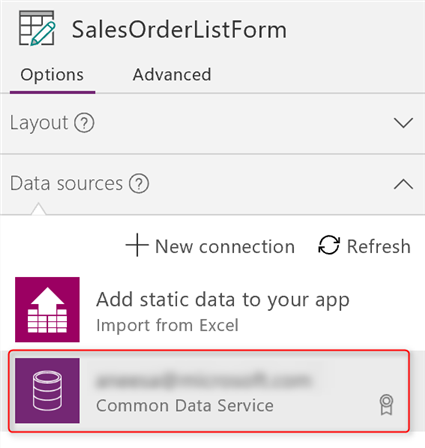 SalesOrderListForm
Options Advanced
Layout ?
Data sources ?
New connection Refresh
Add static data to your app
Import from Excel
Common Data Service